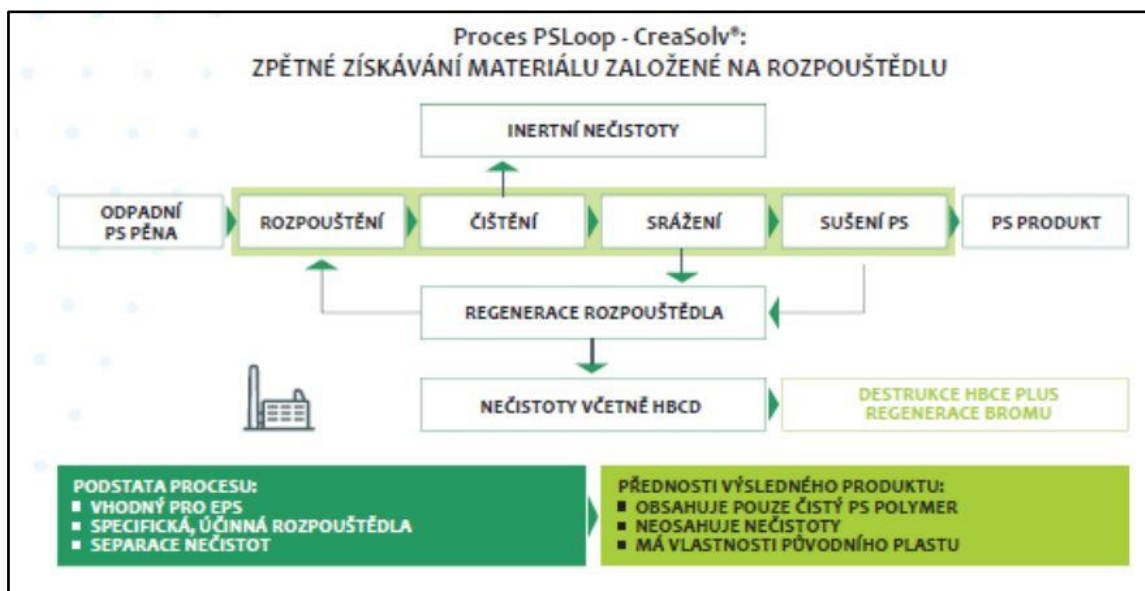 Proces PSLoop - CreaSolv®:
ZPĚTNÉ ZÍSKÁVÁNÍ MATERIÁLU ZALOŽENÉ NA ROZPOUŠTĚDLU
INERTNÍ NEČISTOTY
ODPADNÍ
PS PĚNA
ROZPOUŠTĚNÍ
ČIŠTĚNÍ
SRÁŽENÍ
SUŠENÍ PS
PS PRODUKT
REGENERACE ROZPOUŠTĚDLA
NEČISTOTY VČETNĚ HBCD
DESTRUKCE HBCE PLUS
REGENERACE BROMU
PODSTATA PROCESU:
▪ VHODNÝ PRO EPS
▪ SPECIFICKÁ, ÚČINNÁ ROZPOUŠTĚDLA
▪ SEPARACE NEČISTOT
PŘEDNOSTI VÝSLEDNÉHO PRODUKTU:
▪ OBSAHUJE POUZE ČISTÝ PS POLYMER
▪ NEOSAHUJE NEČISTOTY
▪ MÁ VLASTNOSTI PŮVODNÍHO PLASTU